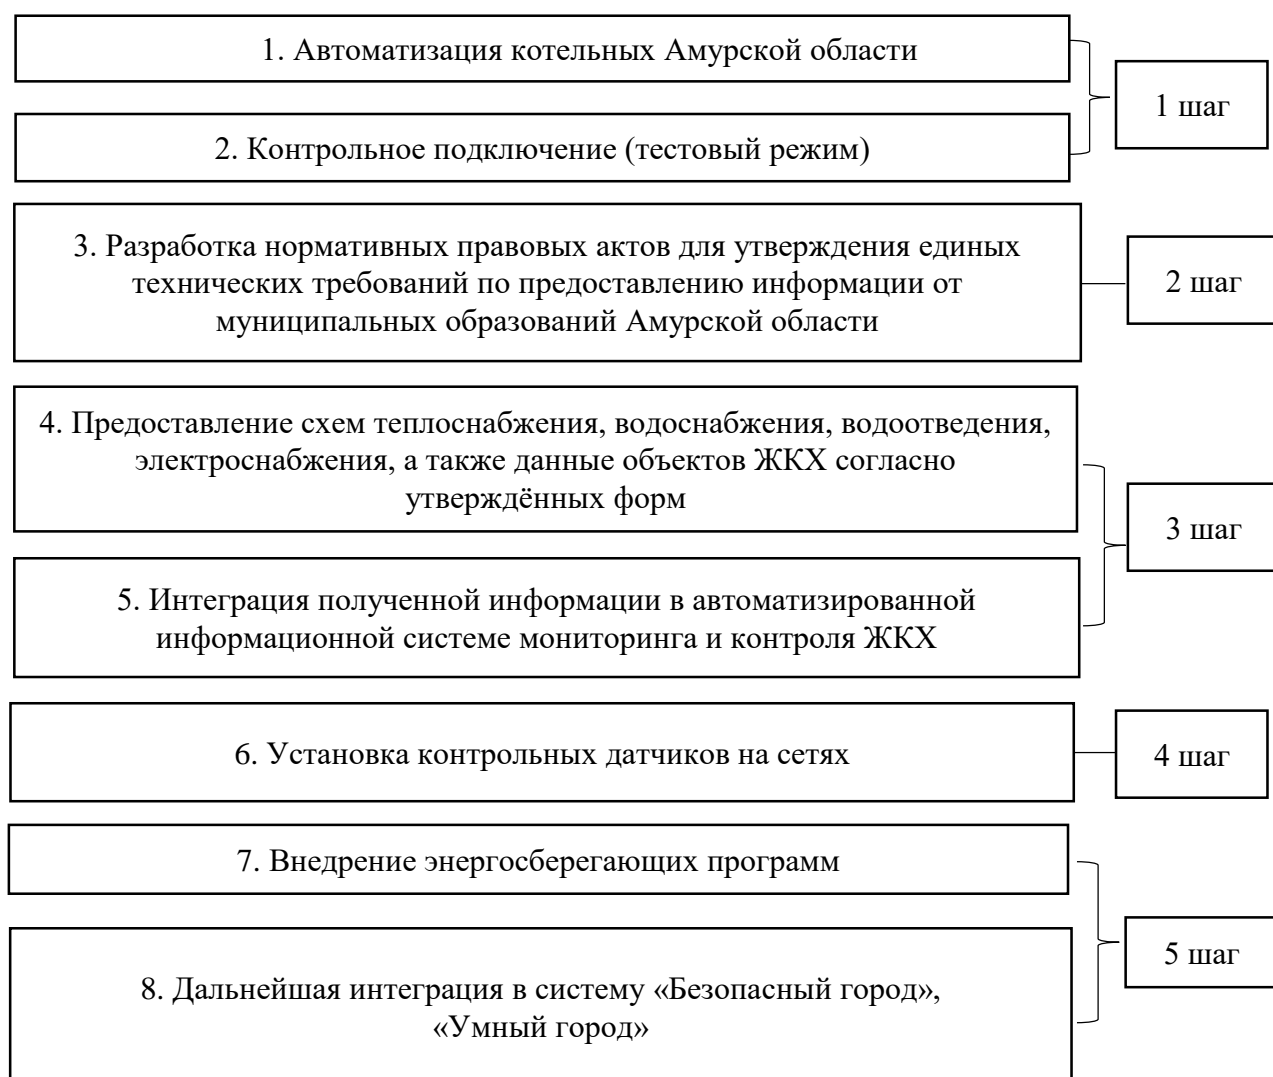 1. Автоматизация котельных Амурской области
1 шаг
2. Контрольное подключение (тестовый режим)
3. Разработка нормативных правовых актов для утверждения единых
технических требований по предоставлению информации от
муниципальных образований Амурской области
2 шаг
4. Предоставление схем теплоснабжения, водоснабжения, водоотведения,
электроснабжения, а также данные объектов ЖКХ согласно
утверждённых форм
3 шаг
5. Интеграция полученной информации в автоматизированной
информационной системе мониторинга и контроля ЖКХ
6. Установка контрольных датчиков на сетях
4 шаг
7. Внедрение энергосберегающих программ
5 шаг
8. Дальнейшая интеграция в систему «Безопасный город»,
«Умный город»